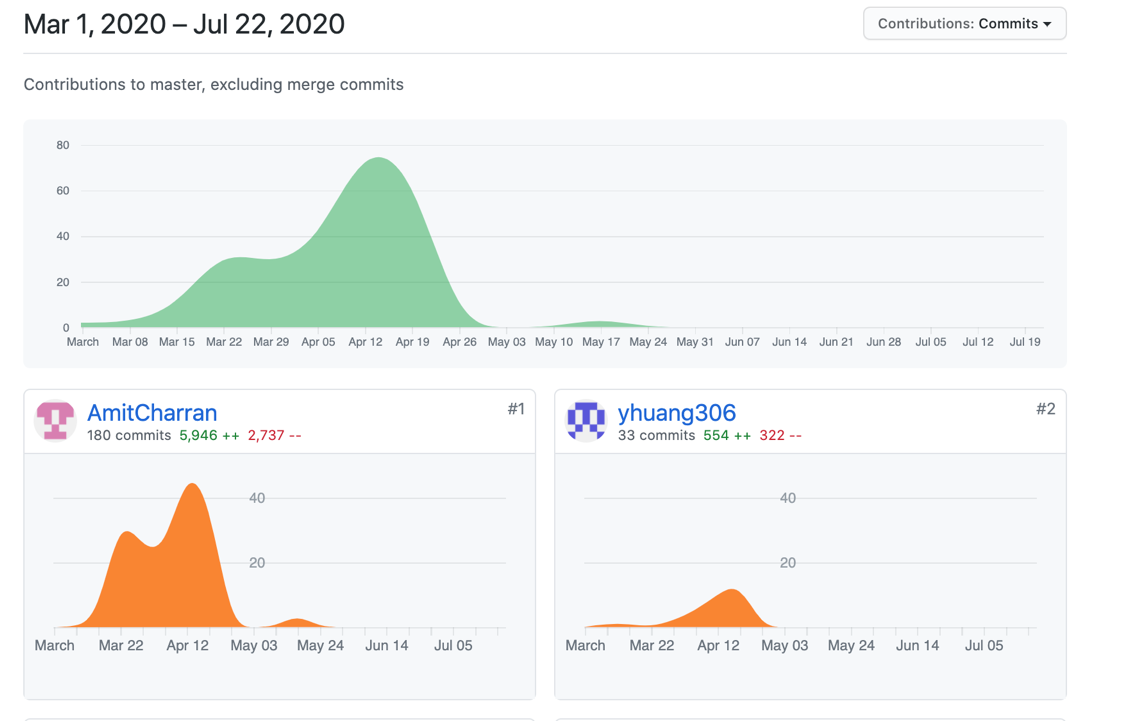 Mar 1, 2020 – Jul 22, 2020
Contributions: Commits
Contributions to master, excluding merge commits
80
60
40
20
0
March Mar 08 Mar 15 Mar 22 Mar 29 Apr 05 Apr 12 Apr 19 Apr 26 May 03 May 10 May 17 May 24 May 31 Jun 07 Jun 14 Jun 21 Jun 28 Jul 05 Jul 12 Jul 19
AmitCharran #1
180 commits 5,946 ++ 2,737 --
40
20
March Mar 22 Apr 12 May 03 May 24 Jun 14 Jul 05
yhuang306 #2
33 commits 554 ++ 322 --
40
20
March Mar 22 Apr 12 May 03 May 24 Jun 14 Jul 05